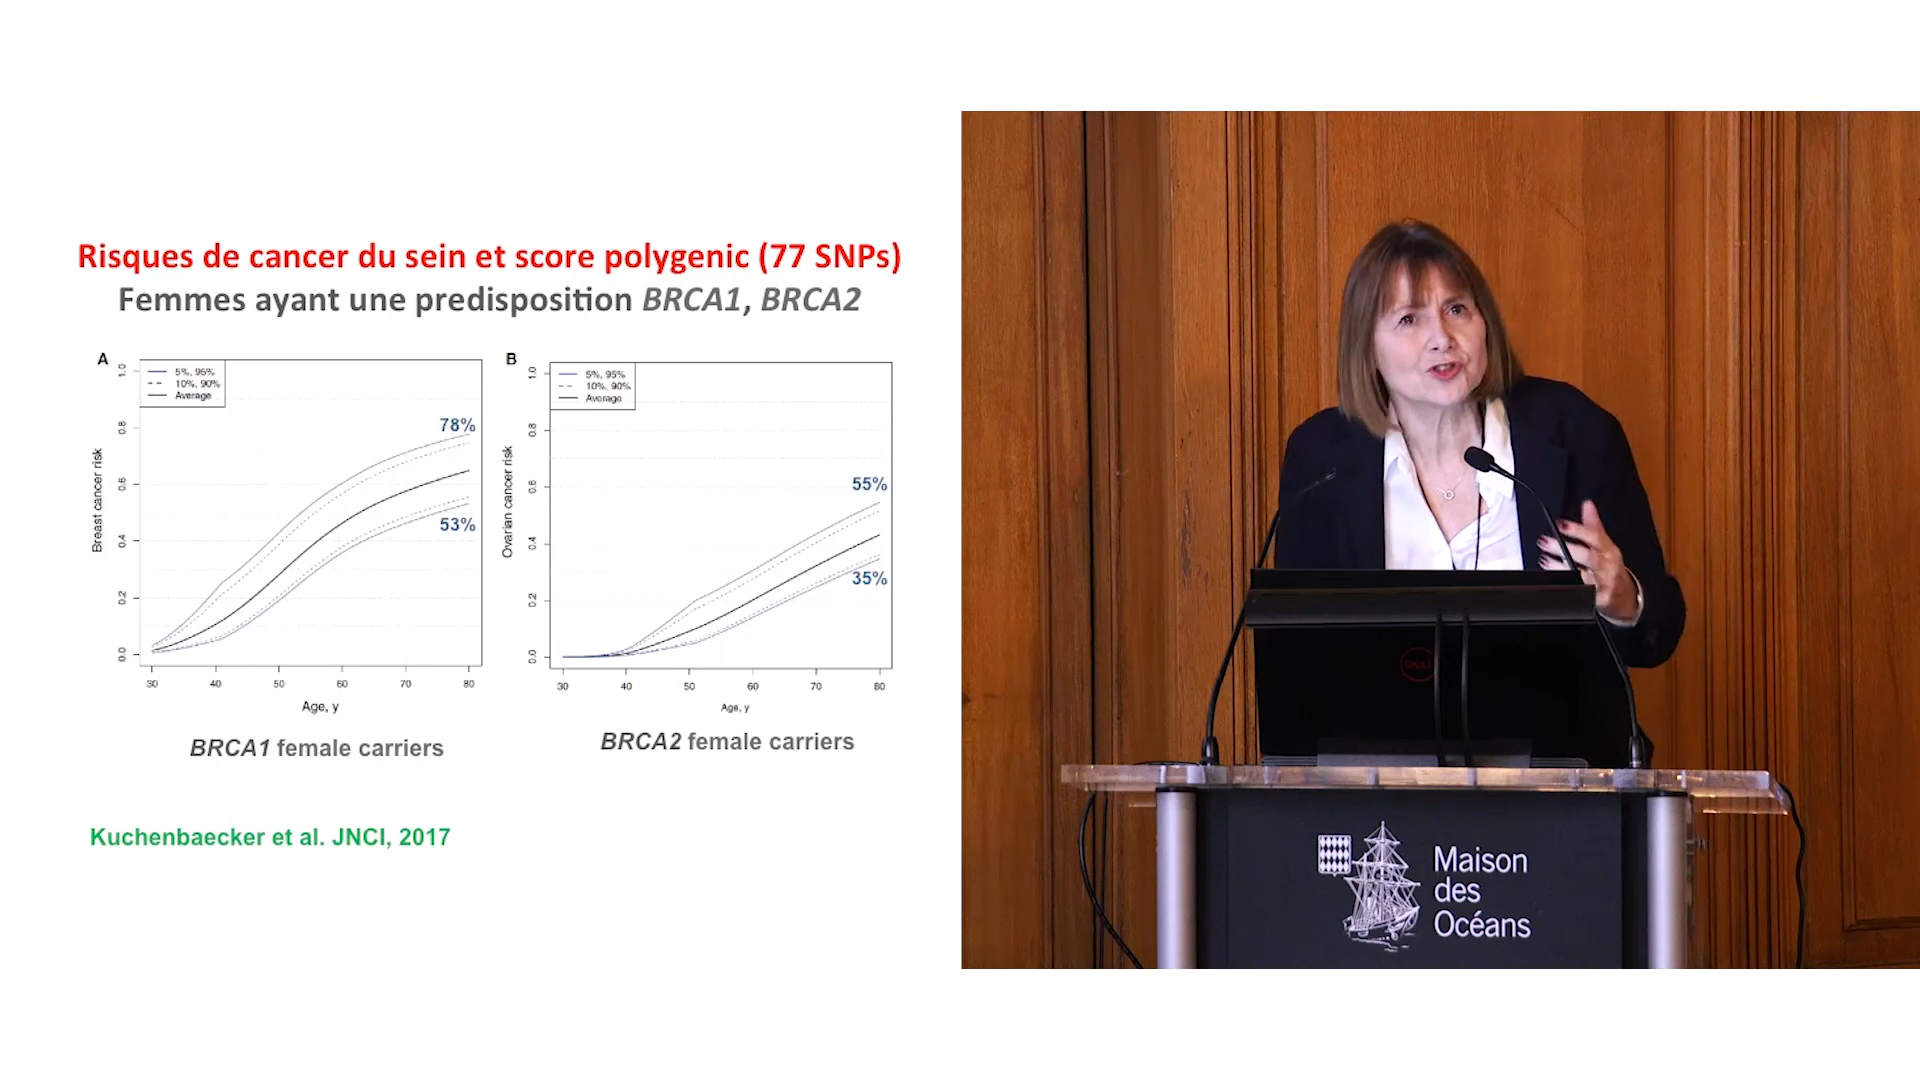 Risques de cancer du sein et score polygenic (77 SNPs)
Femmes ayant une predisposition BRCA1, BRCA2
A
5%, 95%
10%, 90%
Average
Breast cancer risk
1.0
0.8
0.6
0.4
0.2
0.0
78%
53%
30 40 50 60 70 80
Age, y
BRCA1 female carriers
B
5%, 95%
10%, 90%
Average
Ovarian cancer risk
1.0
0.8
0.6
0.4
0.2
0.0
55%
35%
30 40 50 60 70 80
Age, y
BRCA2 female carriers
Kuchenbaecker et al. JNCI, 2017
DELL
Maison
des
Océans